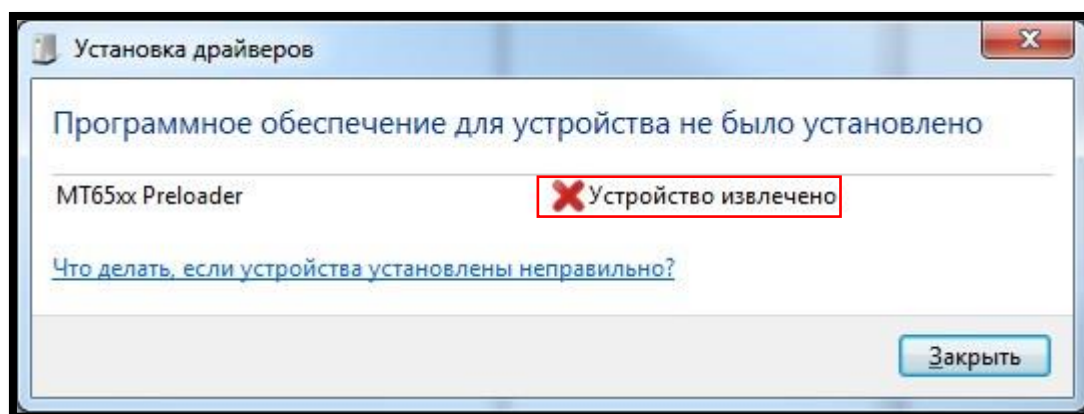 Установка драйверов
Программное обеспечение для устройства не было установлено
MT65xx Preloader
Устройство извлечено
Что делать, если устройства установлены неправильно?
Закрыть